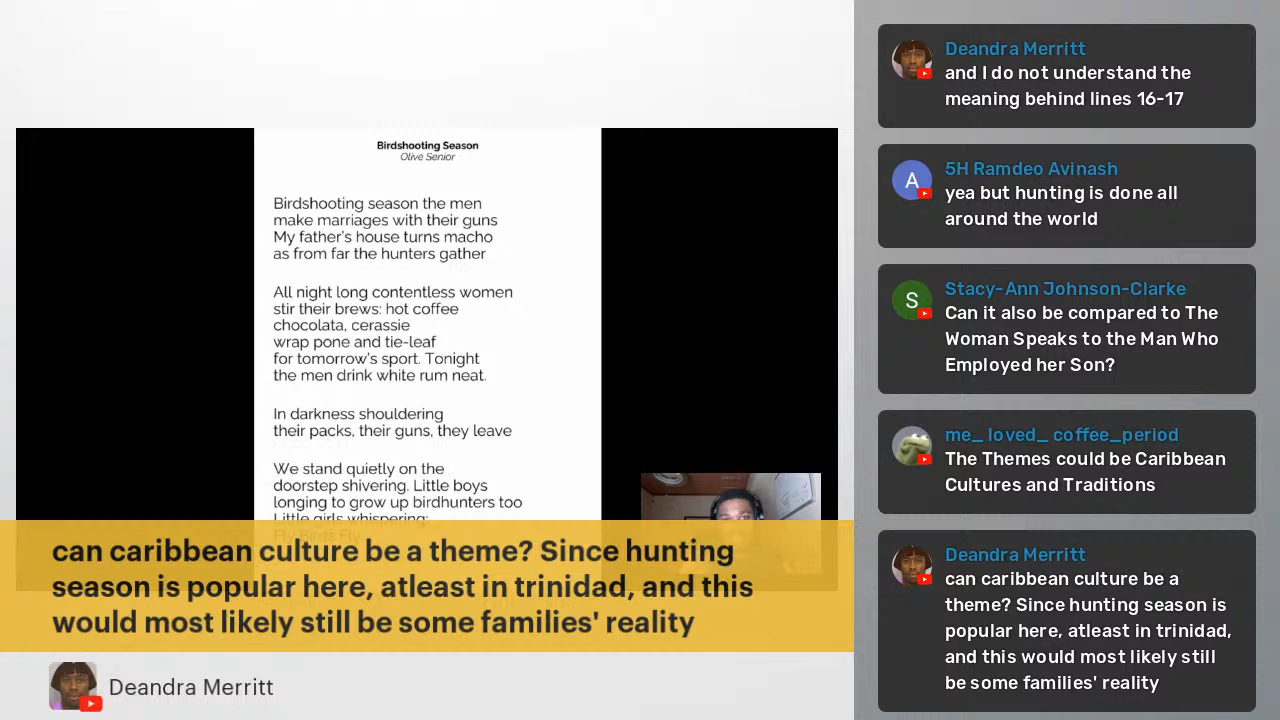 Birdshooting Season
Olive Senior
Birdshooting season the men
make marriages with their guns
My father's house turns macho
as from far the hunters gather
All night long contentless women
stir their brews: hot coffee
chocolata, cerassie
wrap pone and tie-leaf
for tomorrow's sport. Tonight
the men drink white rum neat.
In darkness shouldering
their packs, their guns, they leave
We stand quietly on the
doorstep shivering. Little boys
longing to grow up birdhunters too
Little girls whispering:
Fly Birds Fly
can caribbean culture be a theme? Since hunting
season is popular here, atleast in trinidad, and this
would most likely still be some families' reality
Deandra Merritt
Deandra Merritt
and I do not understand the
meaning behind lines 16-17
A
5H Ramdeo Avinash
yea but hunting is done all
around the world
S
Stacy-Ann Johnson-Clarke
Can it also be compared to The
Woman Speaks to the Man Who
Employed her Son?
me_ loved_ coffee_period
The Themes could be Caribbean
Cultures and Traditions
Deandra Merritt
can caribbean culture be a
theme? Since hunting season is
popular here, atleast in trinidad,
and this would most likely still
be some families' reality